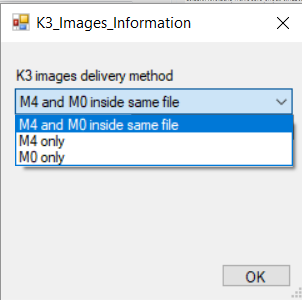 K3_Images_Information
K3 images delivery method
M4 and M0 inside same file
M4 and M0 inside same file
M4 only
M0 only
OK